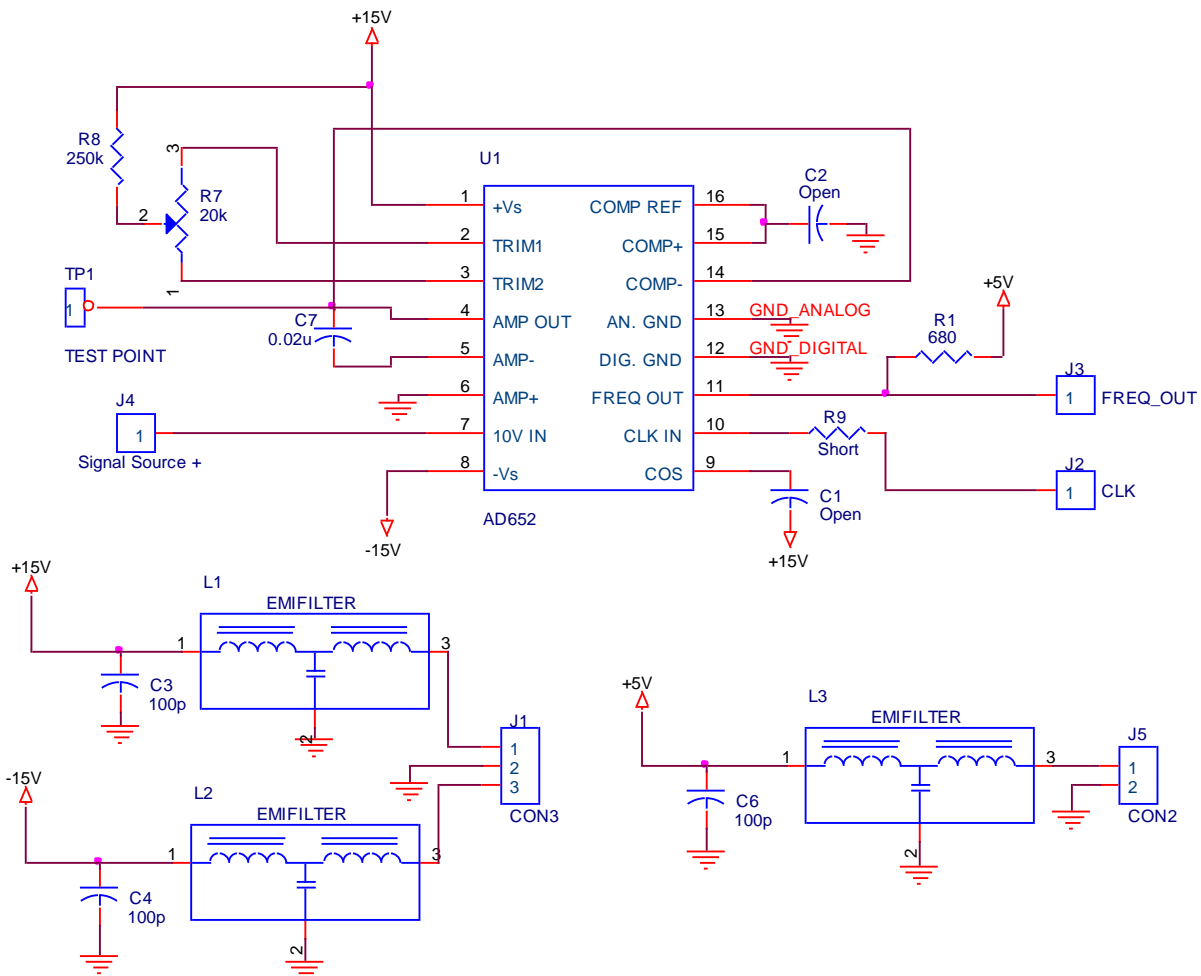 +15V
R8
250k
3
R7
20k
2
1
U1
1
+Vs
2
TRIM1
3
TRIM2
4
AMP OUT
5
AMP-
6
AMP+
7
10V IN
8
-Vs
AD652
16
COMP REF
15
COMP+
14
COMP-
13
AN. GND
12
DIG. GND
11
FREQ OUT
10
CLK IN
9
COS
C2
Open
GND_ANALOG
GND_DIGITAL
+5V
R1
680
J3
1
FREQ_OUT
R9
Short
J2
1
CLK
C1
Open
+15V
TP1
1
TEST POINT
C7
0.02u
J4
1
Signal Source +
-15V
+15V
L1
EMIFILTER
1
3
2
C3
100p
J1
1
2
3
CON3
-15V
L2
EMIFILTER
1
3
2
C4
100p
+5V
L3
EMIFILTER
1
3
2
C6
100p
J5
1
2
CON2